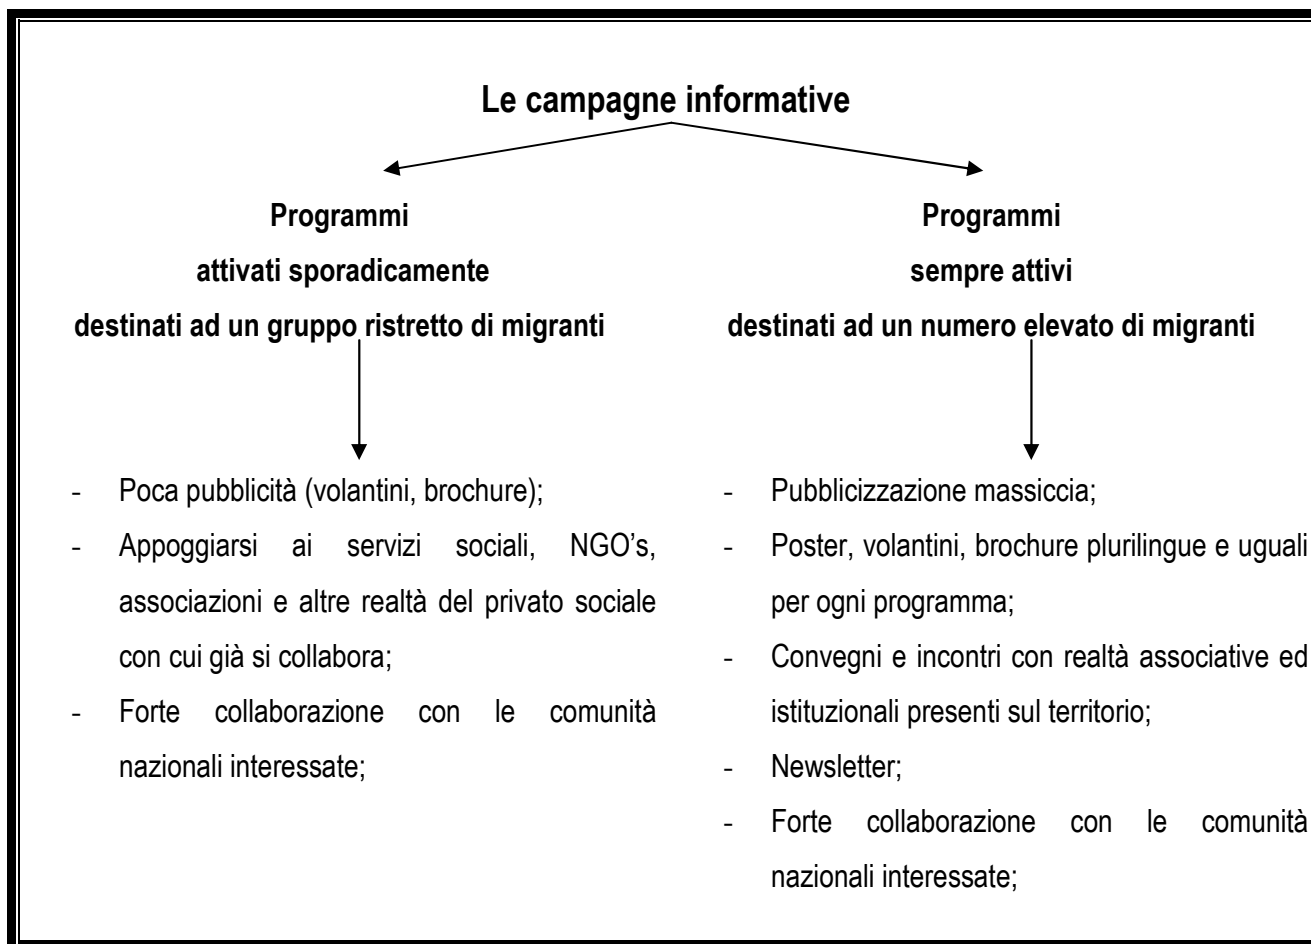 Le campagne informative
Programmi
attivati sporadicamente
destinati ad un gruppo ristretto di migranti
- Poca pubblicità (volantini, brochure);
- Appoggiarsi ai servizi sociali, NGO's,
associazioni e altre realtà del privato sociale
con cui già si collabora;
- Forte collaborazione con le comunità
nazionali interessate;
Programmi
sempre attivi
destinati ad un numero elevato di migranti
- Pubblicizzazione massiccia;
- Poster, volantini, brochure plurilingue e uguali
per ogni programma;
- Convegni e incontri con realtà associative ed
istituzionali presenti sul territorio;
- Newsletter;
- Forte collaborazione con le comunità
nazionali interessate;